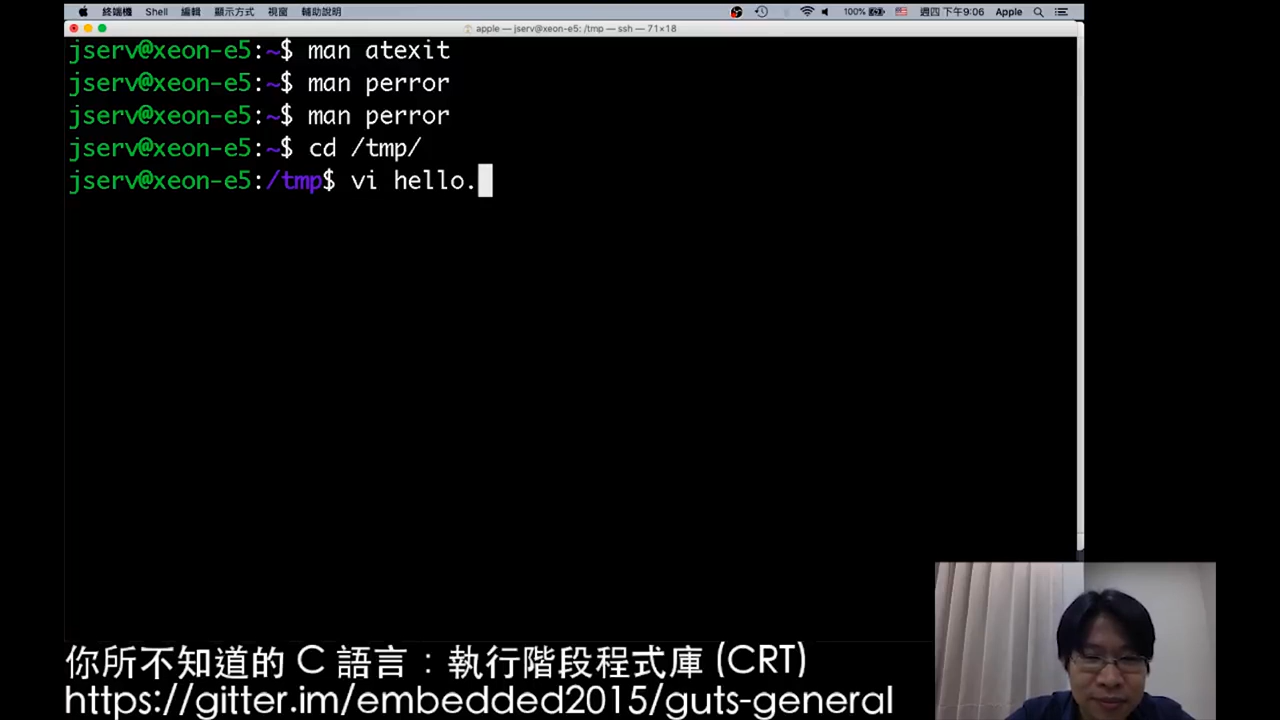 終端機 Shell 編輯 顯示方式 視窗 輔助說明 100% 週四 下午9:06 Apple
apple — jserv@xeon-e5: /tmp — ssh — 71×18
jserv@xeon-e5:~$ man atexit
jserv@xeon-e5:~$ man perror
jserv@xeon-e5:~$ man perror
jserv@xeon-e5:~$ cd /tmp/
jserv@xeon-e5:/tmp$ vi hello.
你所不知道的 C 語言：執行階段程式庫 (CRT)
https://gitter.im/embedded2015/guts-general